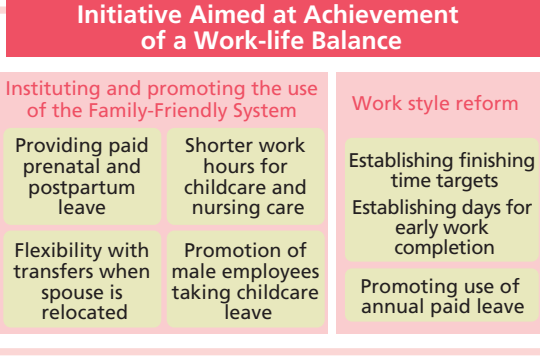 Initiative Aimed at Achievement
of a Work-life Balance
Instituting and promoting the use
of the Family-Friendly System
Providing paid
prenatal and
postpartum
leave
Shorter work
hours for
childcare and
nursing care
Flexibility with
transfers when
spouse is
relocated
Promotion of
male employees
taking childcare
leave
Work style reform
Establishing finishing
time targets
Establishing days for
early work
completion
Promoting use of
annual paid leave